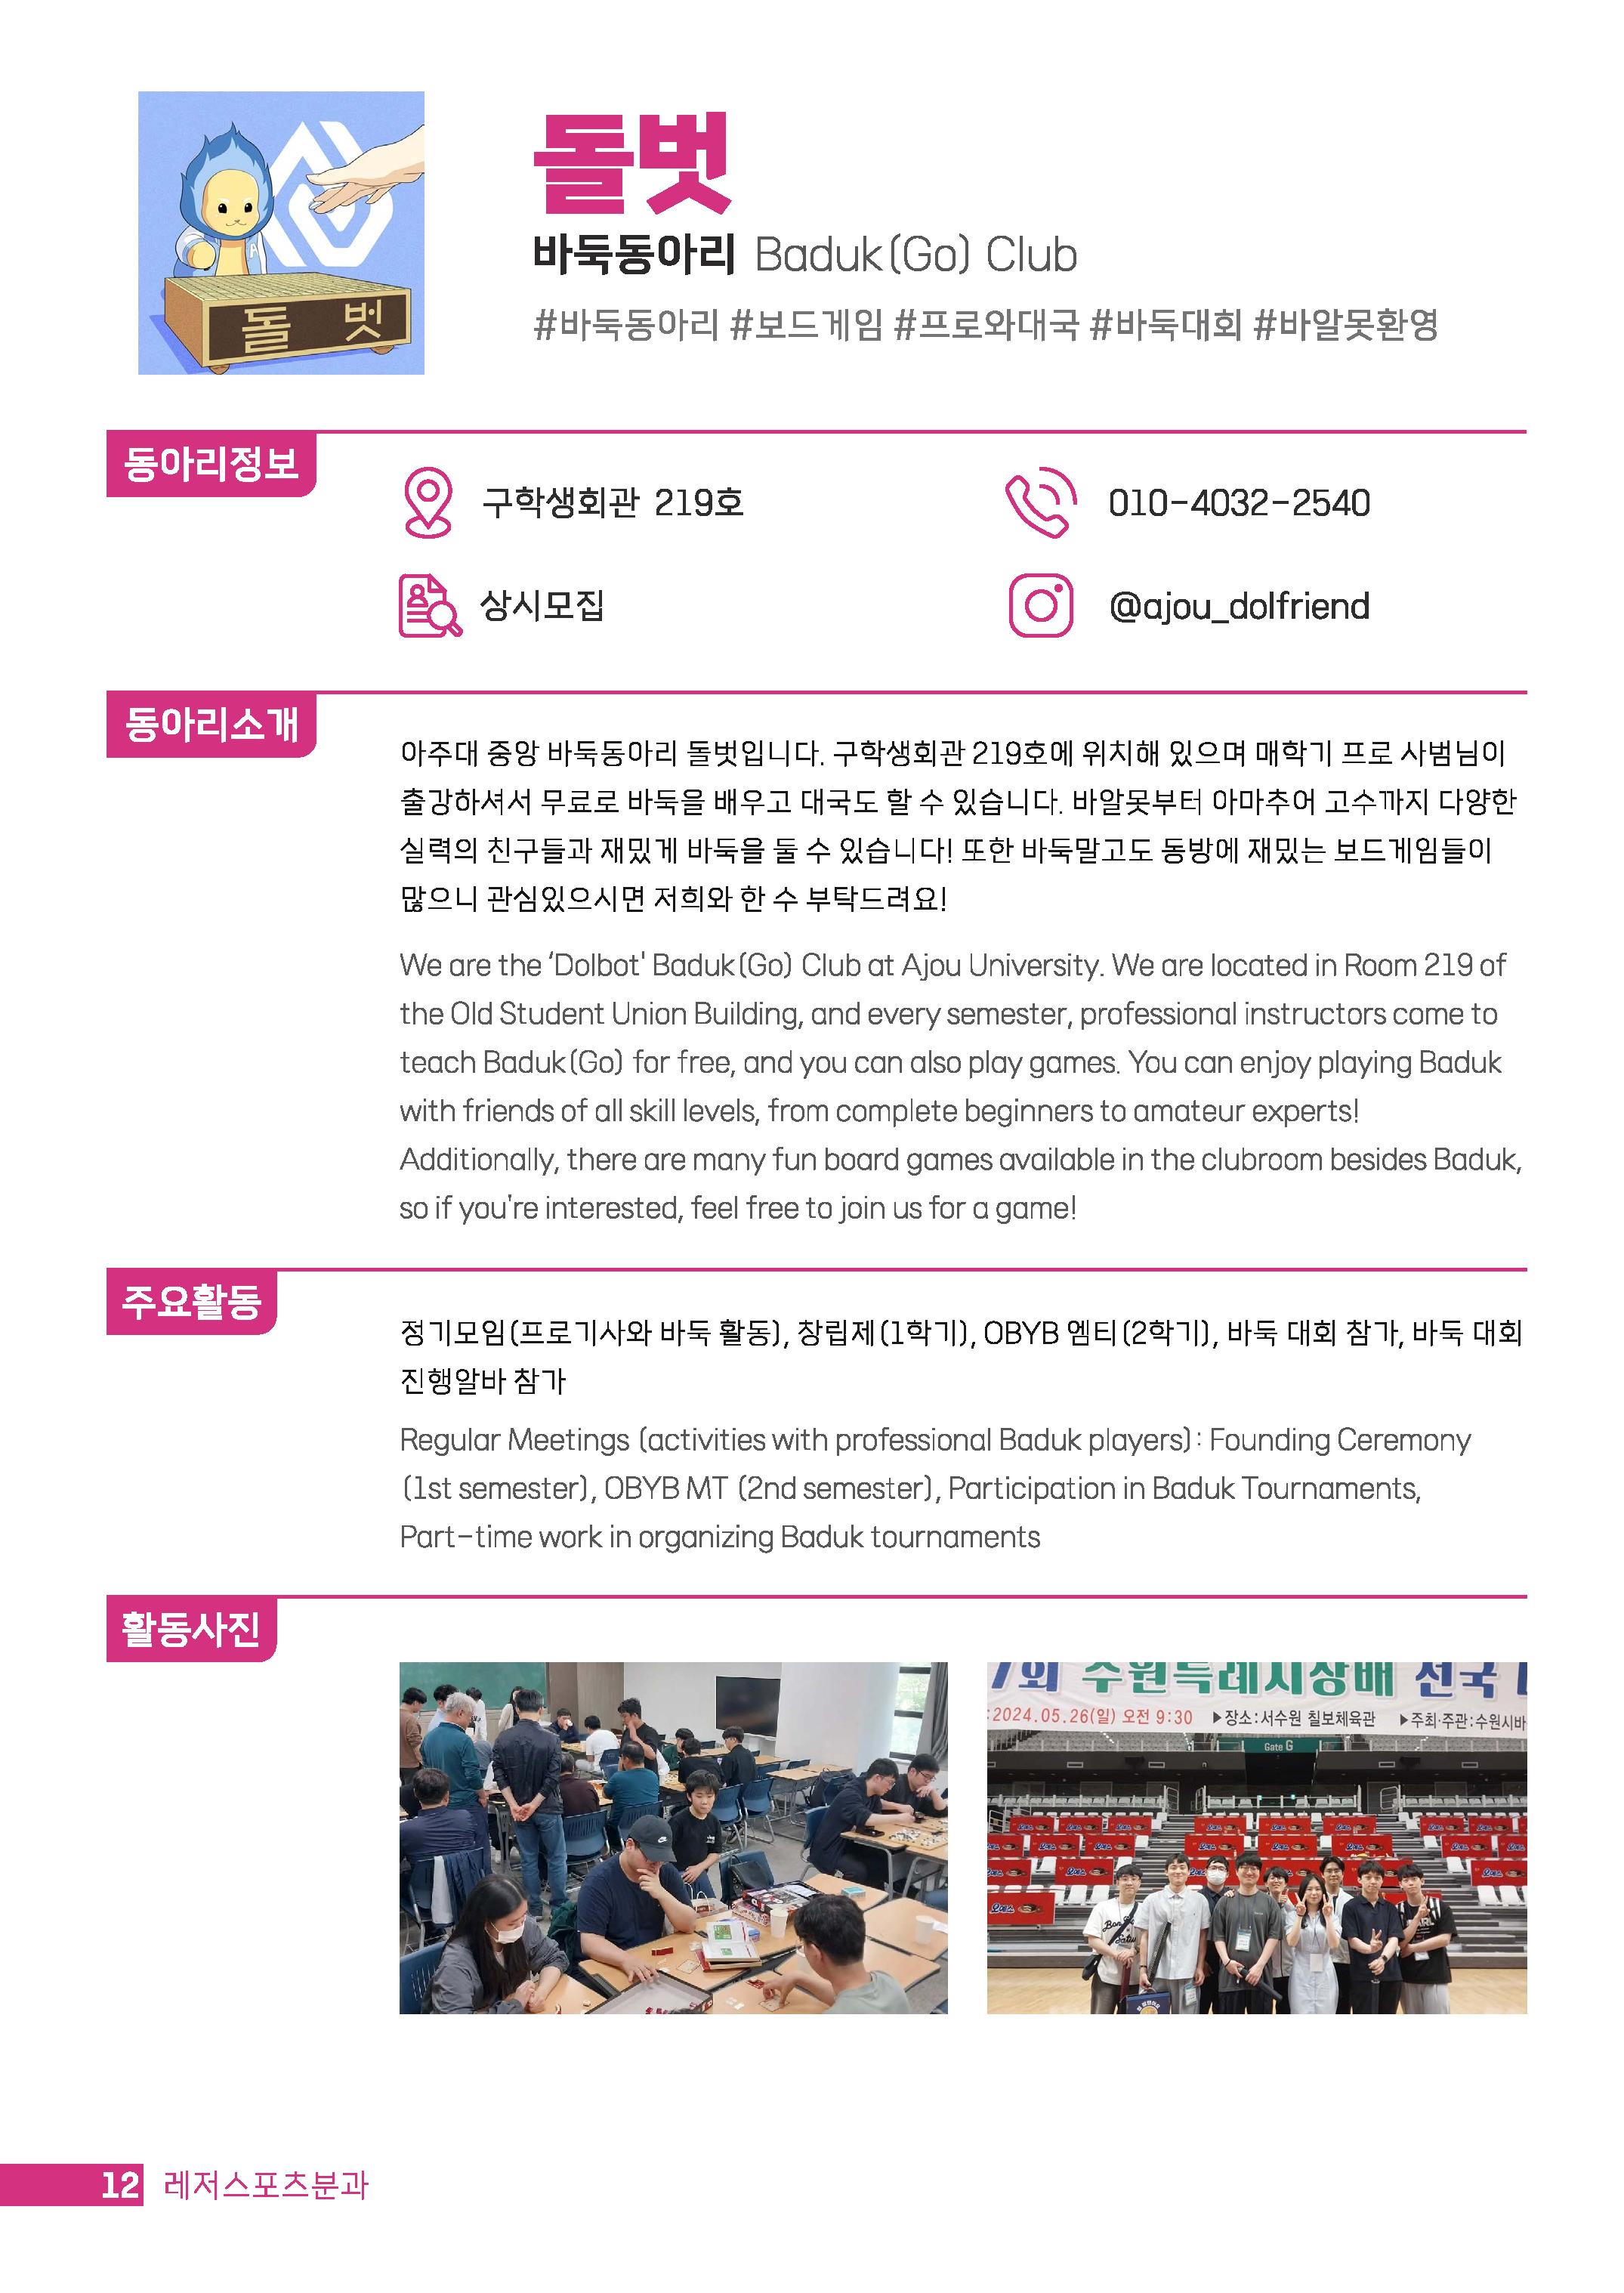 돌벗
돌 벗
바둑동아리 Baduk(Go) Club
#바둑동아리 #보드게임 #프로와대국 #바둑대회 #바알못환영
동아리정보
구학생회관 219호
010-4032-2540
상시모집
@ajou_dolfriend
동아리소개
아주대 중앙 바둑동아리 돌벗입니다. 구학생회관 219호에 위치해 있으며 매학기 프로 사범님이
출강하셔서 무료로 바둑을 배우고 대국도 할 수 있습니다. 바알못부터 아마추어 고수까지 다양한
실력의 친구들과 재밌게 바둑을 둘 수 있습니다! 또한 바둑말고도 동방에 재밌는 보드게임들이
많으니 관심있으시면 저희와 한 수 부탁드려요!
We are the ‘Dolbot' Baduk(Go) Club at Ajou University. We are located in Room 219 of
the Old Student Union Building, and every semester, professional instructors come to
teach Baduk(Go) for free, and you can also play games. You can enjoy playing Baduk
with friends of all skill levels, from complete beginners to amateur experts!
Additionally, there are many fun board games available in the clubroom besides Baduk,
so if you're interested, feel free to join us for a game!
주요활동
정기모임(프로기사와 바둑 활동), 창립제(1학기), OBYB 엠티(2학기), 바둑 대회 참가, 바둑 대회
진행알바 참가
Regular Meetings (activities with professional Baduk players): Founding Ceremony
(1st semester), OBYB MT (2nd semester), Participation in Baduk Tournaments,
Part-time work in organizing Baduk tournaments
활동사진
7회 수원특례시장배 전국
:2024.05.26(일) 오전 9:30 ▶장소:서수원 칠보체육관 ▶주최·주관:수원시바
Gate G
12 레저스포츠분과